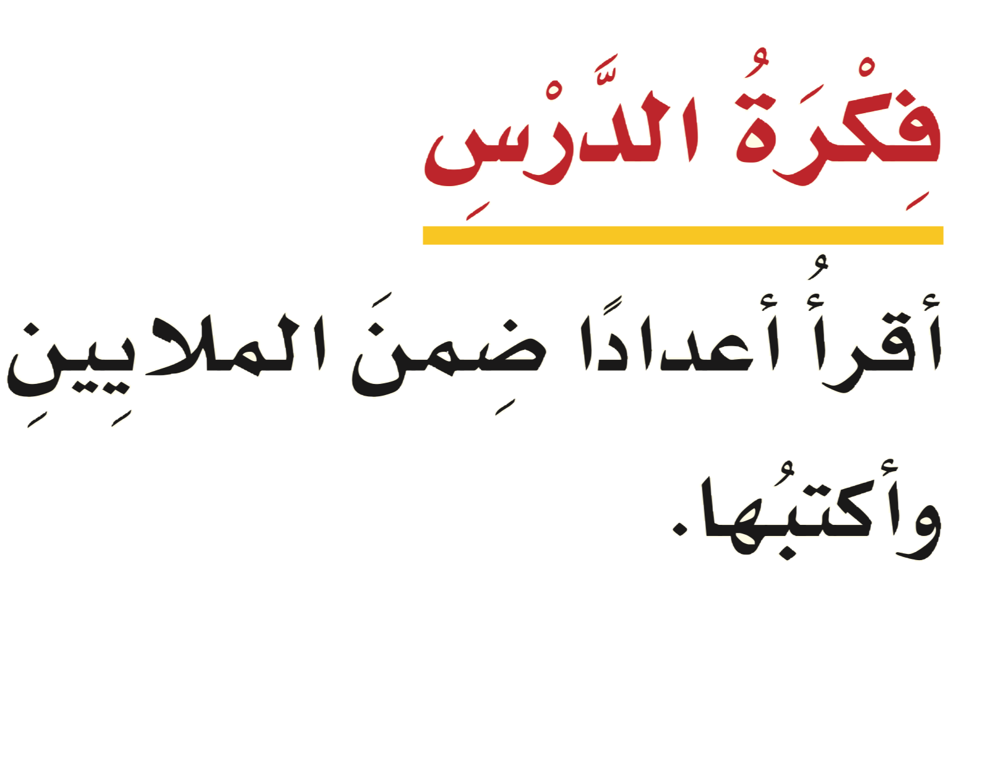 فِكْرَةُ الدَّرْسِ
أقرأُ أعدادًا ضِمنَ الملايِينِ
وأكتبُها.